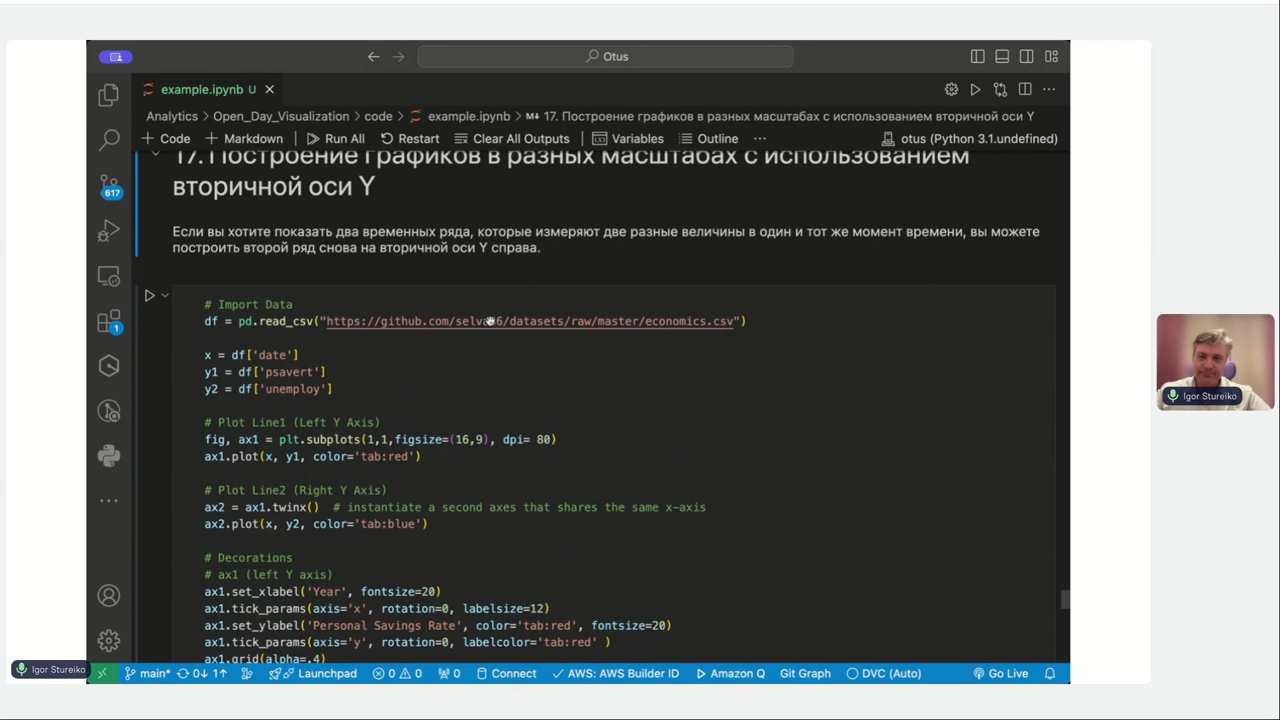 Otus
example.ipynb U
Analytics > Open_Day_Visualization > code > example.ipynb > M↓ 17. Построение графиков в разных масштабах с использованием вторичной оси Y
+ Code + Markdown Run All Restart Clear All Outputs Variables Outline ... otus (Python 3.1.undefined)
17. Построение графиков в разных масштабах с использованием
вторичной оси Y
617
Если вы хотите показать два временных ряда, которые измеряют две разные величины в один и тот же момент времени, вы можете
построить второй ряд снова на вторичной оси Y справа.
1
# Import Data
df = pd.read_csv("https://github.com/selva86/datasets/raw/master/economics.csv")
x = df['date']
y1 = df['psavert']
y2 = df['unemploy']
# Plot Line1 (Left Y Axis)
fig, ax1 = plt.subplots(1,1,figsize=(16,9), dpi= 80)
ax1.plot(x, y1, color='tab:red')
# Plot Line2 (Right Y Axis)
ax2 = ax1.twinx()  # instantiate a second axes that shares the same x-axis
ax2.plot(x, y2, color='tab:blue')
# Decorations
# ax1 (left Y axis)
ax1.set_xlabel('Year', fontsize=20)
ax1.tick_params(axis='x', rotation=0, labelsize=12)
ax1.set_ylabel('Personal Savings Rate', color='tab:red', fontsize=20)
ax1.tick_params(axis='y', rotation=0, labelcolor='tab:red' )
ax1.grid(alpha=.4)
Igor Stureiko
Igor Stureiko
main* 0↓ 1↑ Launchpad 0 0 0 Connect AWS: AWS Builder ID Amazon Q Git Graph DVC (Auto) Go Live